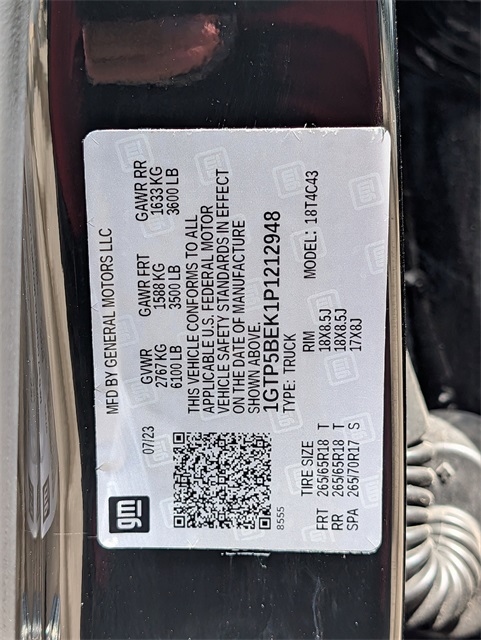 MFD BY GENERAL MOTORS LLC
gm
07/23
GVWR GAWR FRT GAWR RR
2767 KG 1588 KG 1633 KG
6100 LB 3500 LB 3600 LB
THIS VEHICLE CONFORMS TO ALL
APPLICABLE U.S. FEDERAL MOTOR
VEHICLE SAFETY STANDARDS IN EFFECT
ON THE DATE OF MANUFACTURE
SHOWN ABOVE.
1GTP5BEK1P1212948
8555
TYPE: TRUCK MODEL: 18T4C43
TIRE SIZE RIM
FRT 265/65R18 T 18X8.5J
RR 265/65R18 T 18X8.5J
SPA 265/70R17 S 17X8J